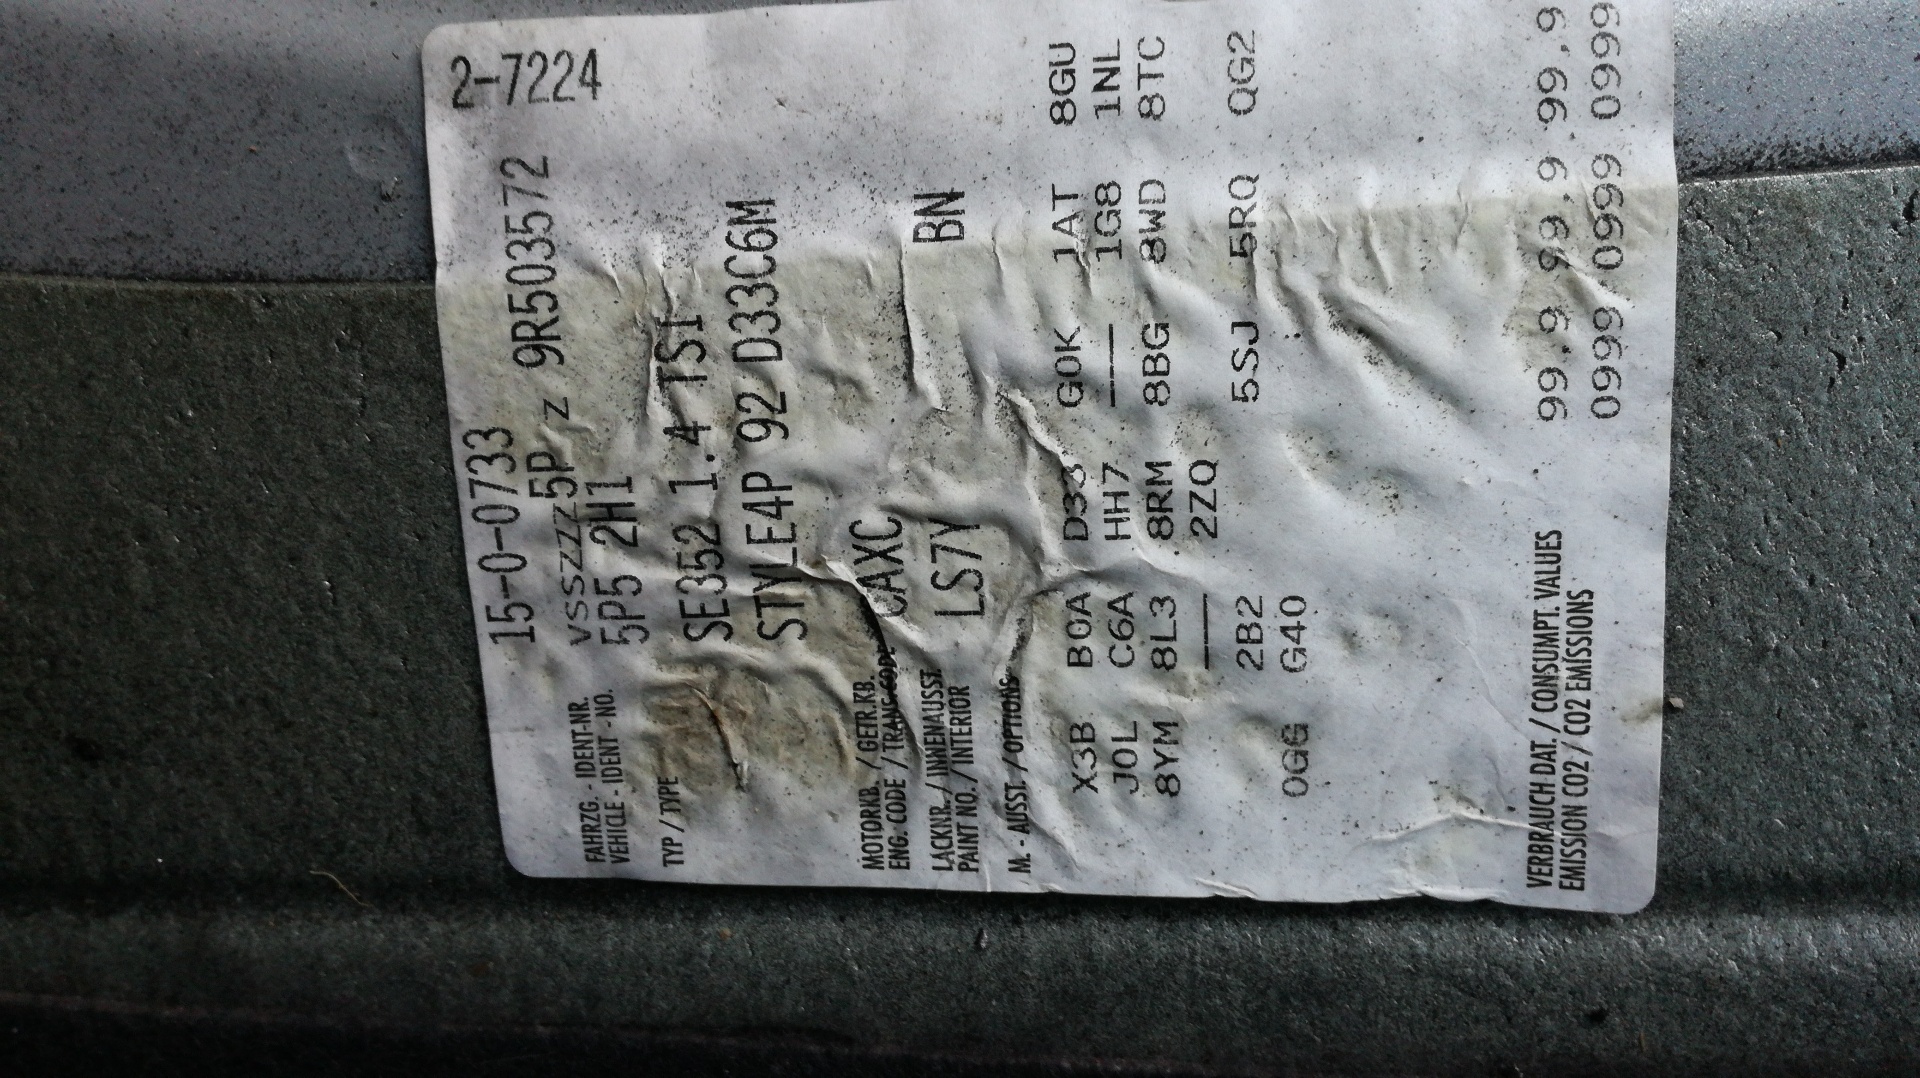 15-0-0733 2-7224
FAHRZG. - IDENT-NR.
VEHICLE - IDENT - NO.
VSSZZZ5P z 9R503572
5P5 2H1
TYP / TYPE
SE352 1.4 TSI
STYLE4P 92 D33C6M
MOTORKB. / GETR.KB.
ENG. CODE / TRANS-CODE
CAXC
LACKNR. / INNENAUSST.
PAINT NO. / INTERIOR
LS7Y BN
M. - AUSST. / OPTIONS
X3B B0A D33 G0K 1AT 8GU
J0L C6A HH7 —— 1G8 1NL
8YM 8L3 8RM 8BG 8WD 8TC
—— 2ZQ
2B2 5SJ 5RQ QG2
0GG G40
VERBRAUCH DAT. / CONSUMPT. VALUES 99.9 99.9 99.9
EMISSION CO2 / CO2 EMISSIONS 0999 0999 0999